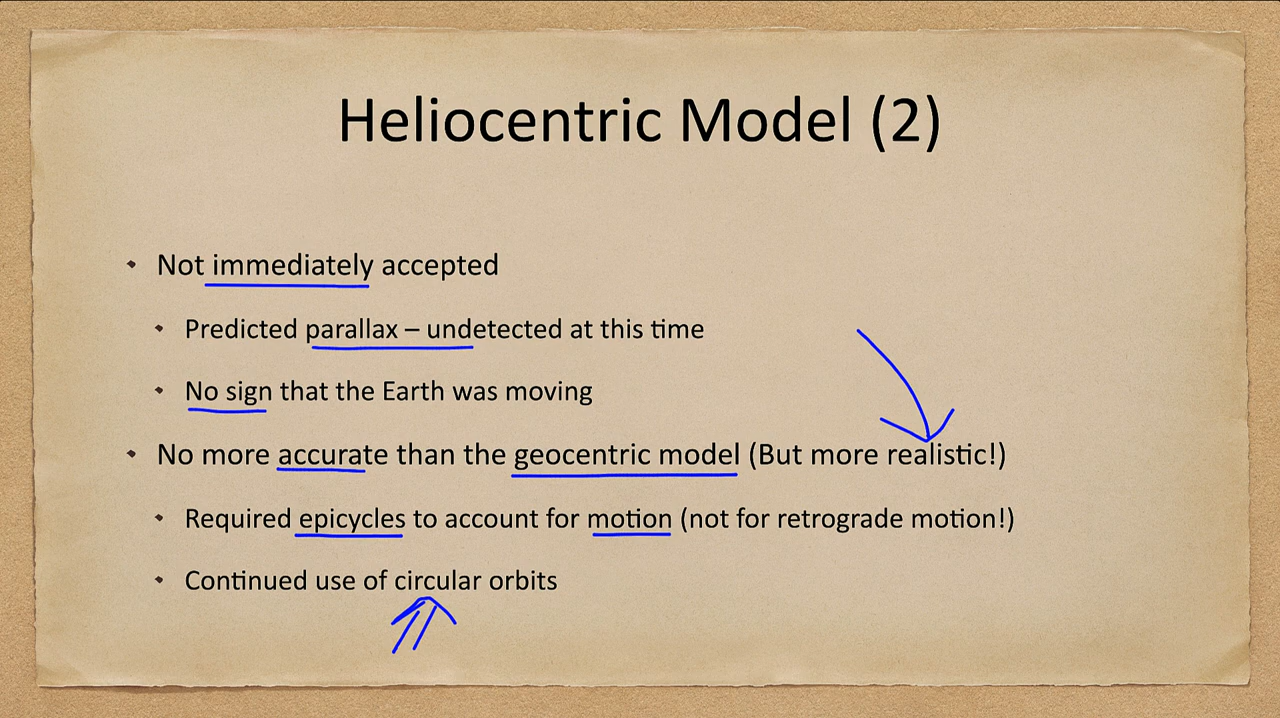 Heliocentric Model (2)
Not immediately accepted
Predicted parallax – undetected at this time
No sign that the Earth was moving
No more accurate than the geocentric model (But more realistic!)
Required epicycles to account for motion (not for retrograde motion!)
Continued use of circular orbits